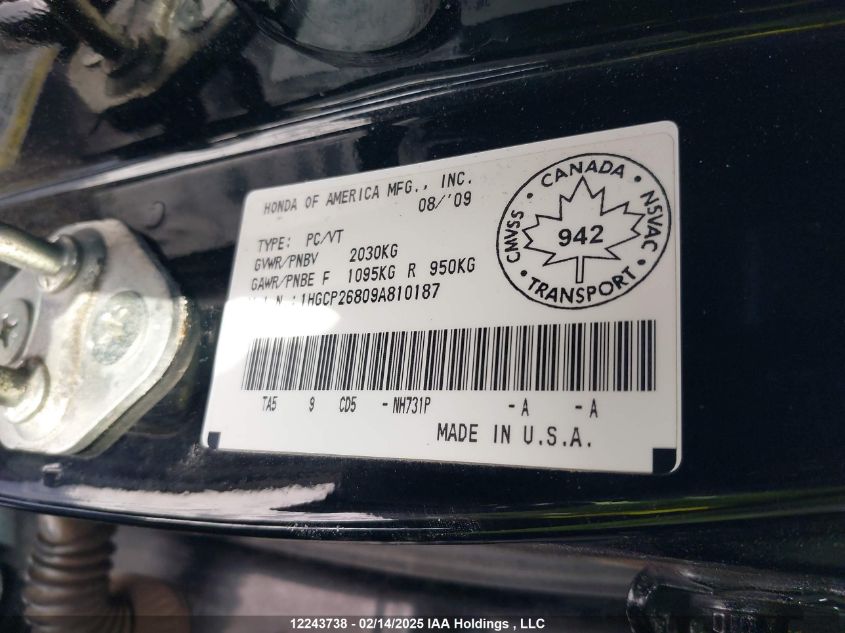 HONDA OF AMERICA MFG., INC.
08/'09
TYPE: PC/VT
GVWR/PNBV 2030KG
GAWR/PNBE F 1095KG R 950KG
V.I.N.: 1HGCP26809A810187
CANADA
CMVSS
942
NSVAC
TRANSPORT
TA5 9 CD5 - NH731P - A - A
MADE IN U.S.A.
12243738 - 02/14/2025 IAA Holdings , LLC